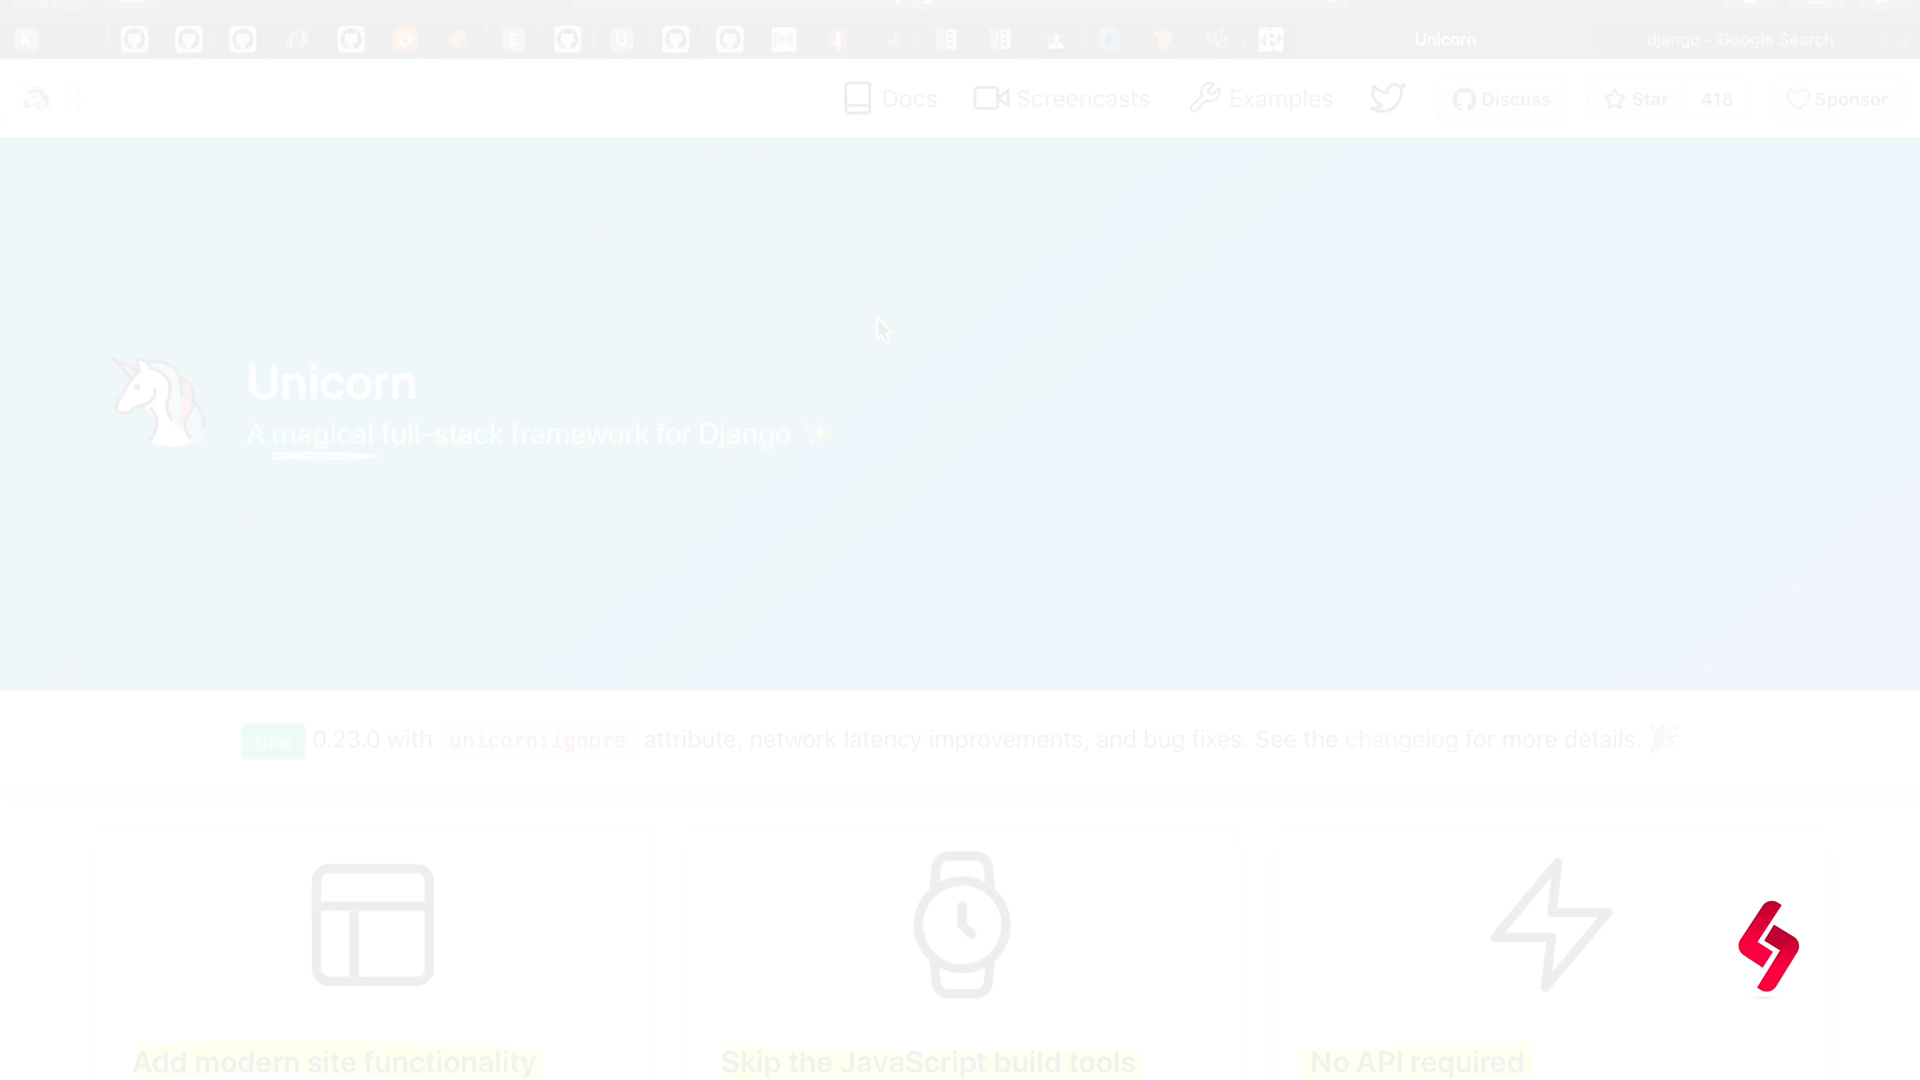 K E U Unicorn django - Google Search
Docs Screencasts Examples Discuss Star 418 Sponsor
Unicorn
A magical full-stack framework for Django
New 0.23.0 with unicorn:ignore attribute, network latency improvements, and bug fixes. See the changelog for more details.
Add modern site functionality Skip the JavaScript build tools No API required